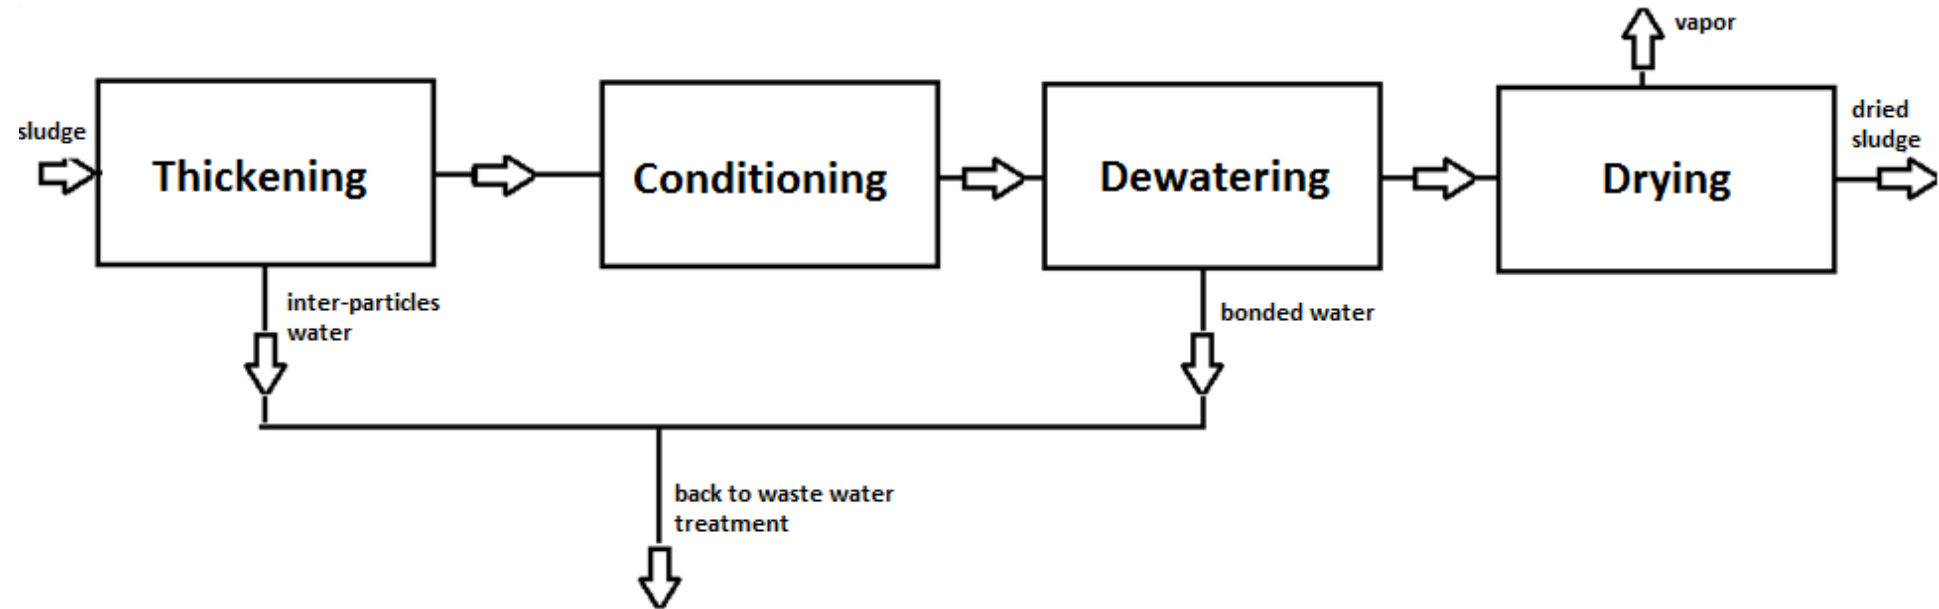 vapor
sludge
Thickening
Conditioning
Dewatering
Drying
dried
sludge
inter-particles
water
bonded water
back to waste water
treatment